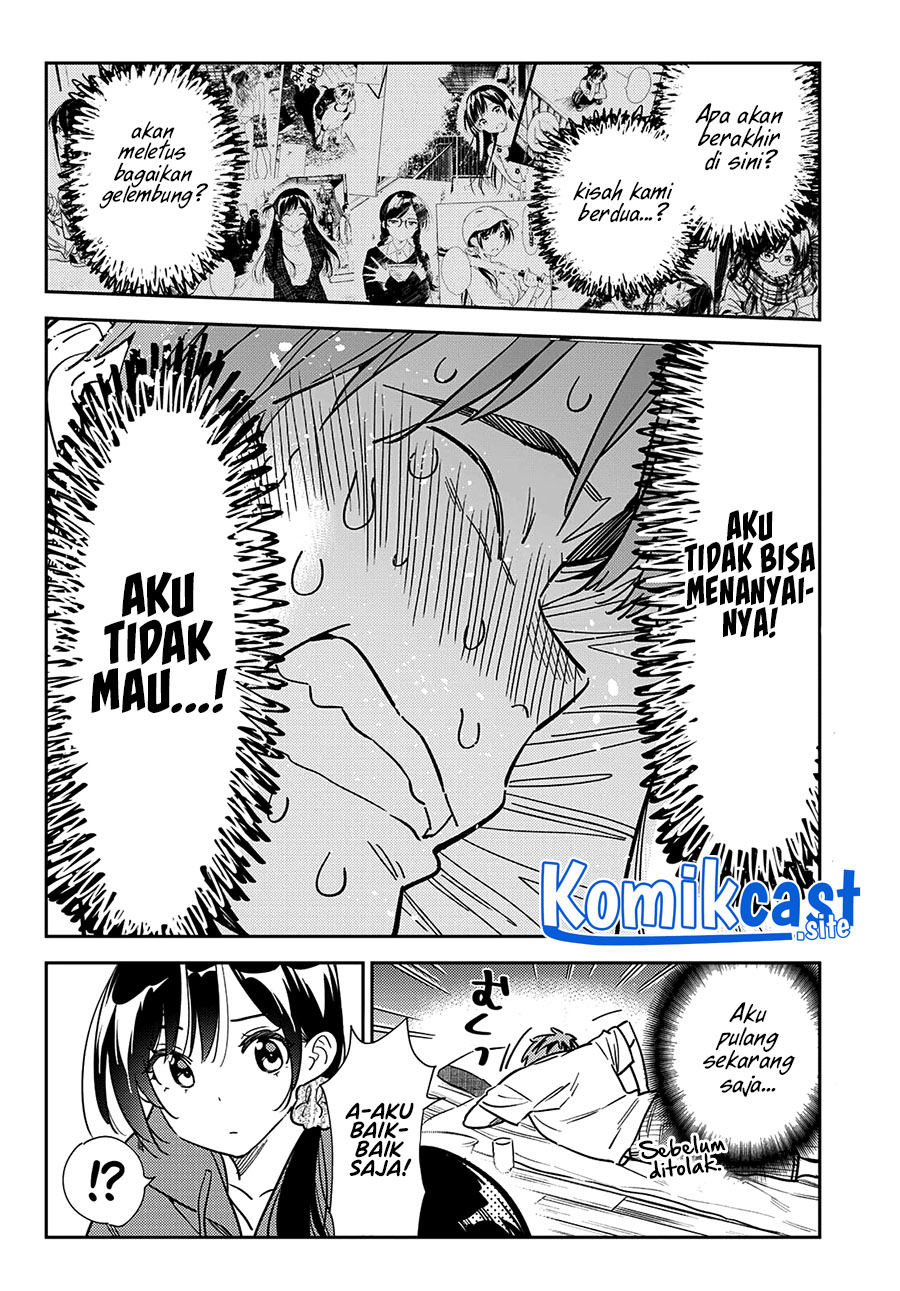 Apa akan
berakhir
di sini?
kisah kami
berdua...?
akan
meletus
bagaikan
gelembung?
AKU
TIDAK BISA
MENANYAI-
NYA!
AKU
TIDAK
MAU...!
Komikcast
.site
Aku
pulang
sekarang
saja...
むくっ
Sebelum
ditolak.
A-AKU
BAIK-
BAIK
SAJA!
!?